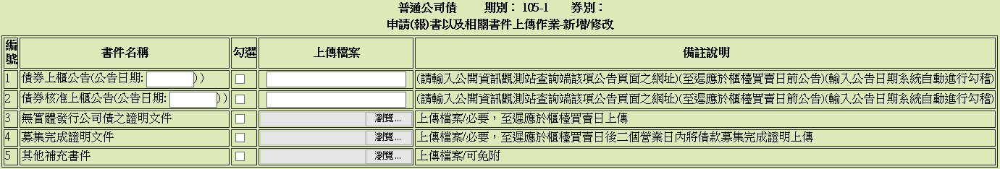 普通公司債 期別： 105-1 券別：
申請(報)書以及相關書件上傳作業-新增/修改
編號 書件名稱 勾選 上傳檔案 備註說明
1 債券上櫃公告(公告日期: ) ) (請輸入公開資訊觀測站查詢端該項公告頁面之網址)(至遲應於櫃檯買賣日前公告)(輸入公告日期系統自動進行勾稽)
2 債券核准上櫃公告(公告日期: ) ) (請輸入公開資訊觀測站查詢端該項公告頁面之網址)(至遲應於櫃檯買賣日前公告)(輸入公告日期系統自動進行勾稽)
3 無實體發行公司債之證明文件 瀏覽... 上傳檔案/必要，至遲應於櫃檯買賣日上傳
4 募集完成證明文件 瀏覽... 上傳檔案/必要，至遲應於櫃檯買賣日後二個營業日內將債款募集完成證明上傳
5 其他補充書件 瀏覽... 上傳檔案/可免附